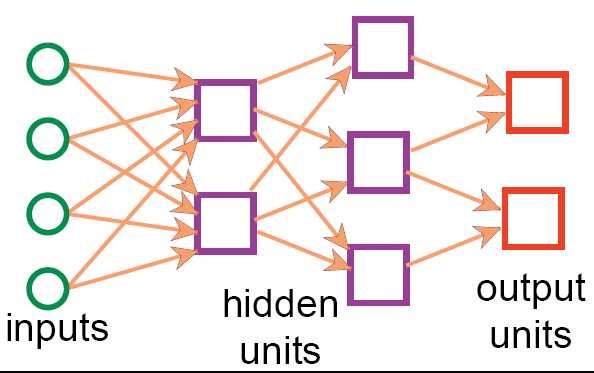 inputs
hidden
units
output
units